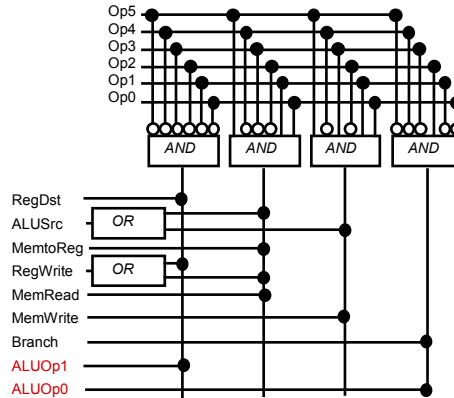 Op5
Op4
Op3
Op2
Op1
Op0
AND AND AND AND
RegDst
ALUSrc OR
MemtoReg
RegWrite OR
MemRead
MemWrite
Branch
ALUOp1
ALUOp0